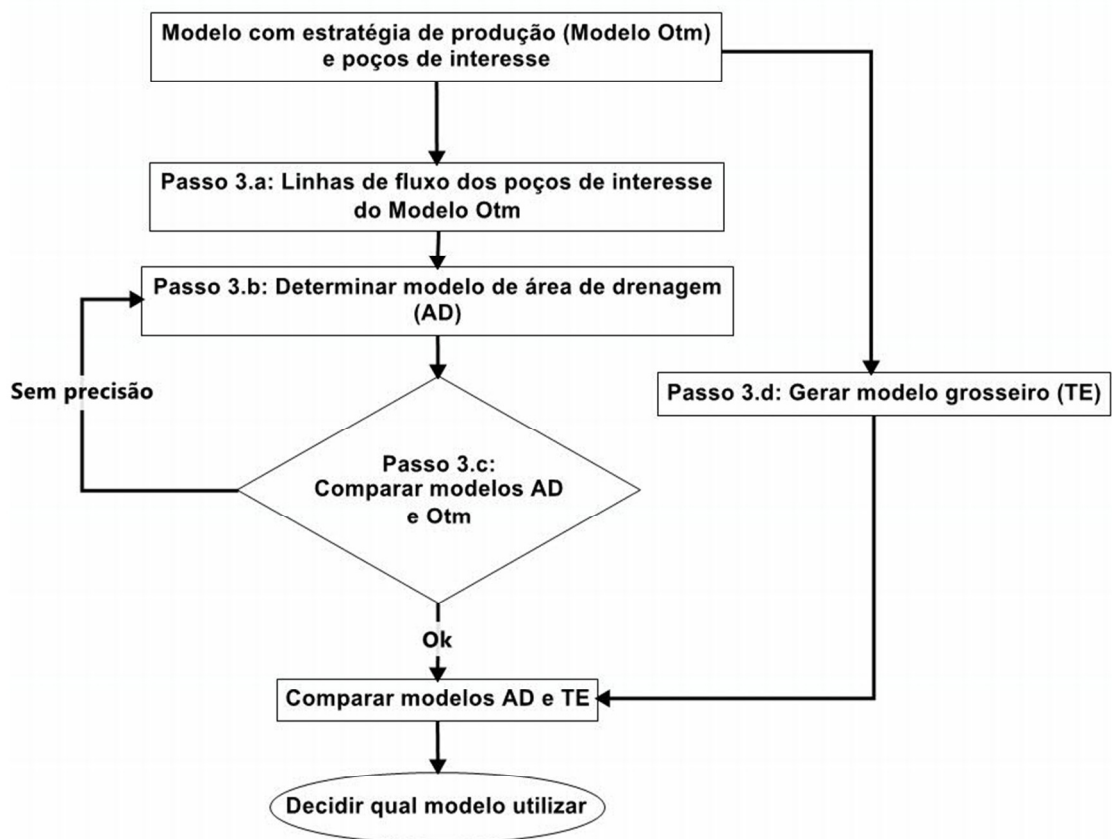 Modelo com estratégia de produção (Modelo Otm)
e poços de interesse
Passo 3.a: Linhas de fluxo dos poços de interesse
do Modelo Otm
Passo 3.b: Determinar modelo de área de drenagem
(AD)
Sem precisão
Passo 3.d: Gerar modelo grosseiro (TE)
Passo 3.c:
Comparar modelos AD
e Otm
Ok
Comparar modelos AD e TE
Decidir qual modelo utilizar